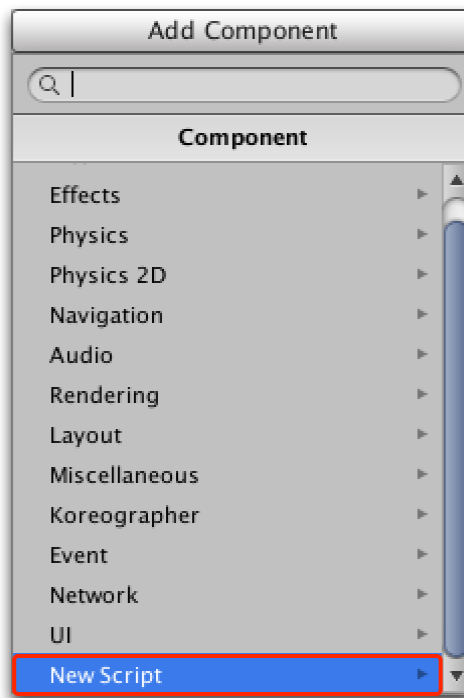 Add Component
Component
Effects
Physics
Physics 2D
Navigation
Audio
Rendering
Layout
Miscellaneous
Koreographer
Event
Network
UI
New Script